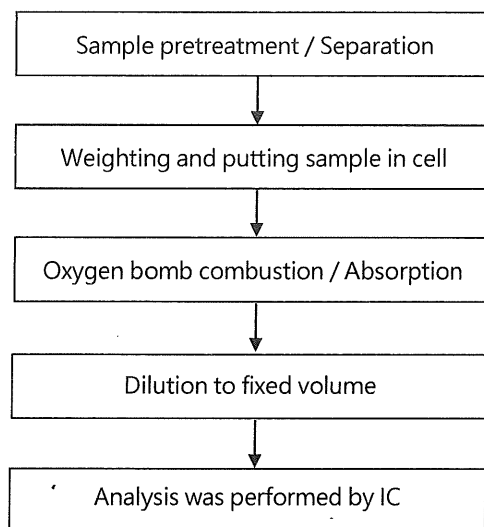 Sample pretreatment / Separation
Weighting and putting sample in cell
Oxygen bomb combustion / Absorption
Dilution to fixed volume
Analysis was performed by IC